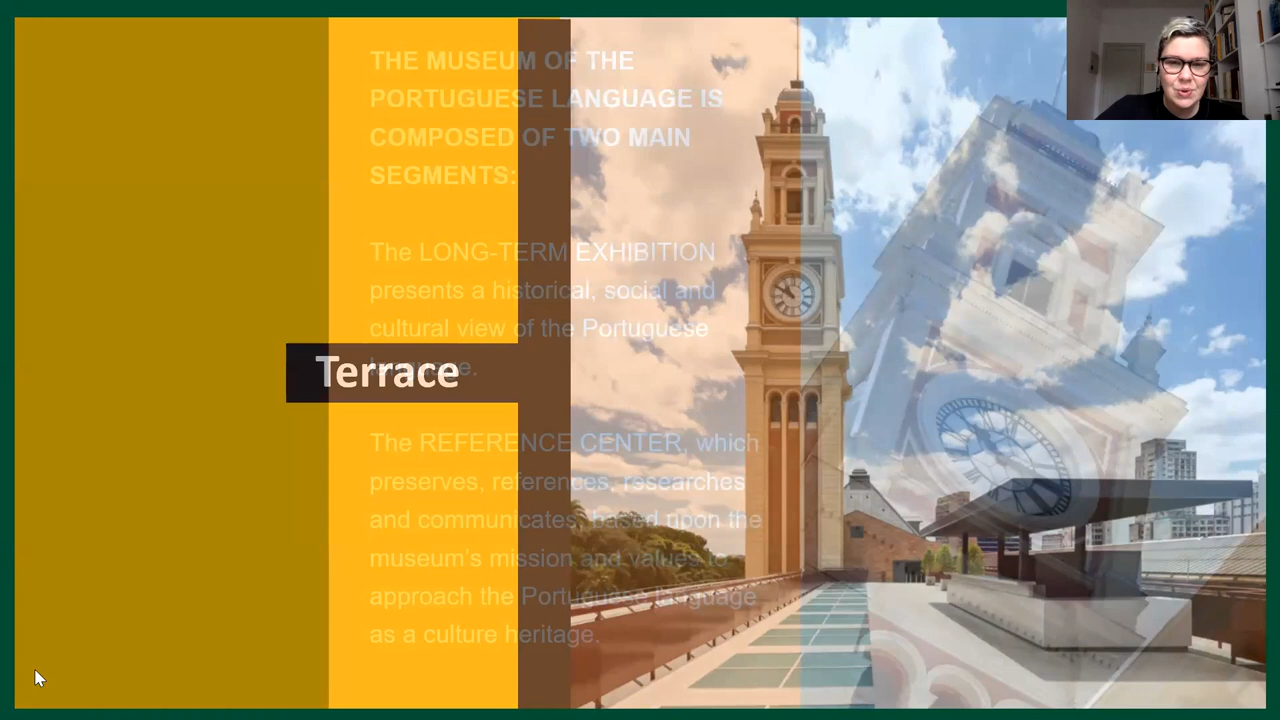 THE MUSEUM OF THE
PORTUGUESE LANGUAGE IS
COMPOSED OF TWO MAIN
SEGMENTS:
The LONG-TERM EXHIBITION
presents a historical, social and
cultural view of the Portuguese
language.
Terrace
The REFERENCE CENTER, which
preserves, references, researches
and communicates, based upon the
museum's mission and values to
approach the Portuguese language
as a culture heritage.